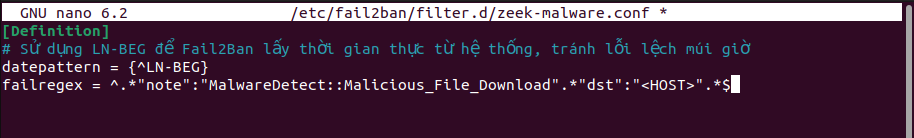 GNU nano 6.2 /etc/fail2ban/filter.d/zeek-malware.conf *
[Definition]
# Sử dụng LN-BEG để Fail2Ban lấy thời gian thực từ hệ thống, tránh lỗi lệch múi giờ
datepattern = {^LN-BEG}
failregex = ^.*"note":"MalwareDetect::Malicious_File_Download".*"dst":"<HOST>".*$